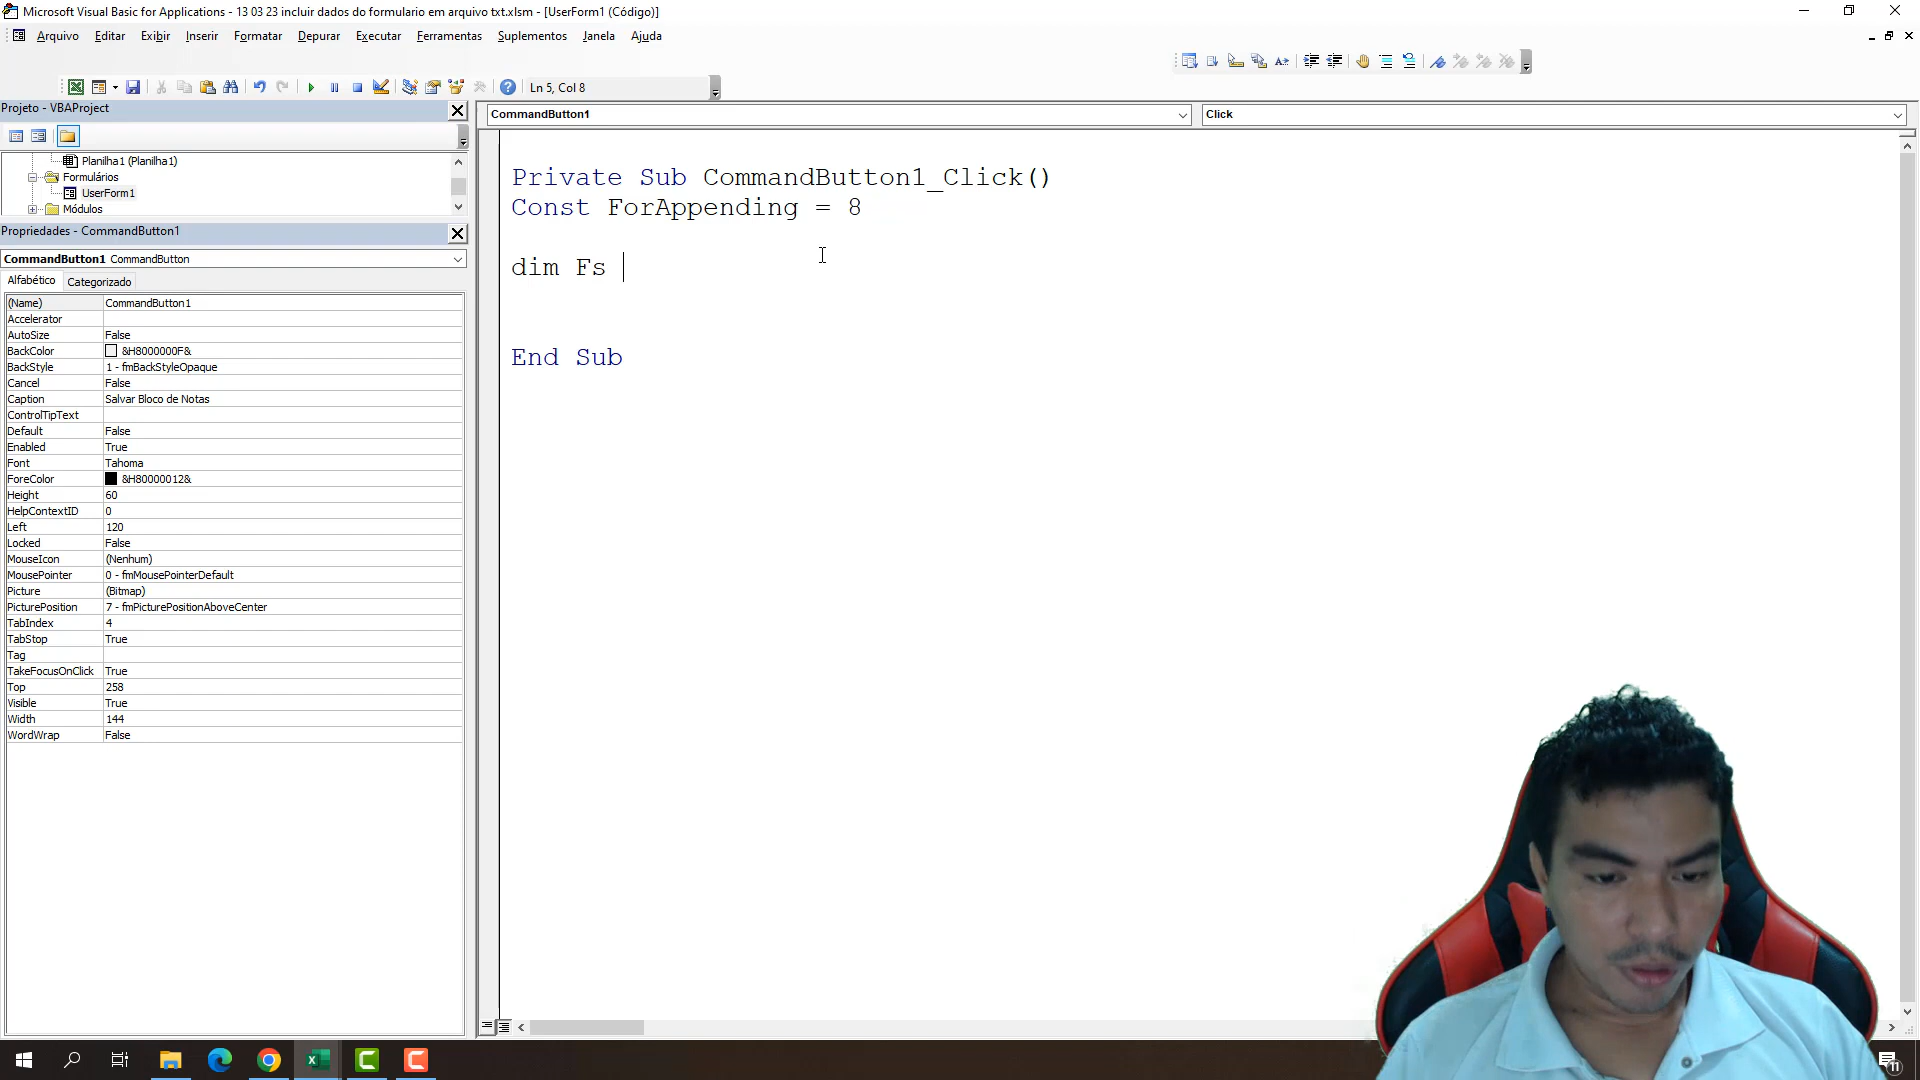 Microsoft Visual Basic for Applications - 13 03 23 incluir dados do formulario em arquivo txt.xlsm - [UserForm1 (Código)]
Arquivo Editar Exibir Inserir Formatar Depurar Executar Ferramentas Suplementos Janela Ajuda
Ln 5, Col 8
Projeto - VBAProject
Planilha1 (Planilha1)
Formulários
UserForm1
Módulos
Propriedades - CommandButton1
CommandButton1 CommandButton
Alfabético Categorizado
(Name) CommandButton1
Accelerator
AutoSize False
BackColor &H8000000F&
BackStyle 1 - fmBackStyleOpaque
Cancel False
Caption Salvar Bloco de Notas
ControlTipText
Default False
Enabled True
Font Tahoma
ForeColor &H80000012&
Height 60
HelpContextID 0
Left 120
Locked False
MouseIcon (Nenhum)
MousePointer 0 - fmMousePointerDefault
Picture (Bitmap)
PicturePosition 7 - fmPicturePositionAboveCenter
TabIndex 4
TabStop True
Tag
TakeFocusOnClick True
Top 258
Visible True
Width 144
WordWrap False
CommandButton1 Click
Private Sub CommandButton1_Click()
Const ForAppending = 8
dim Fs
End Sub
11